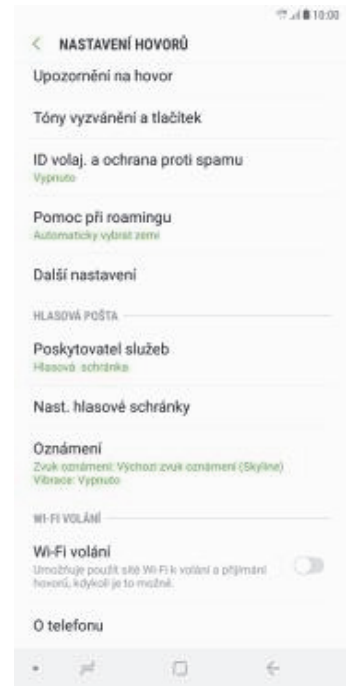 10:00
NASTAVENÍ HOVORŮ
Upozornění na hovor
Tóny vyzvánění a tlačítek
ID volaj. a ochrana proti spamu
Vypnuto
Pomoc při roamingu
Automaticky vybrat zemi
Další nastavení
HLASOVÁ POŠTA
Poskytovatel služeb
Hlasová schránka
Nast. hlasové schránky
Oznámení
Zvuk oznámení: Výchozí zvuk oznámení (Skyline)
Vibrace: Vypnuto
WI-FI VOLÁNÍ
Wi-Fi volání
Umožňuje použít sítě Wi-Fi k volání a přijímání
hovorů, kdykoli je to možné.
O telefonu